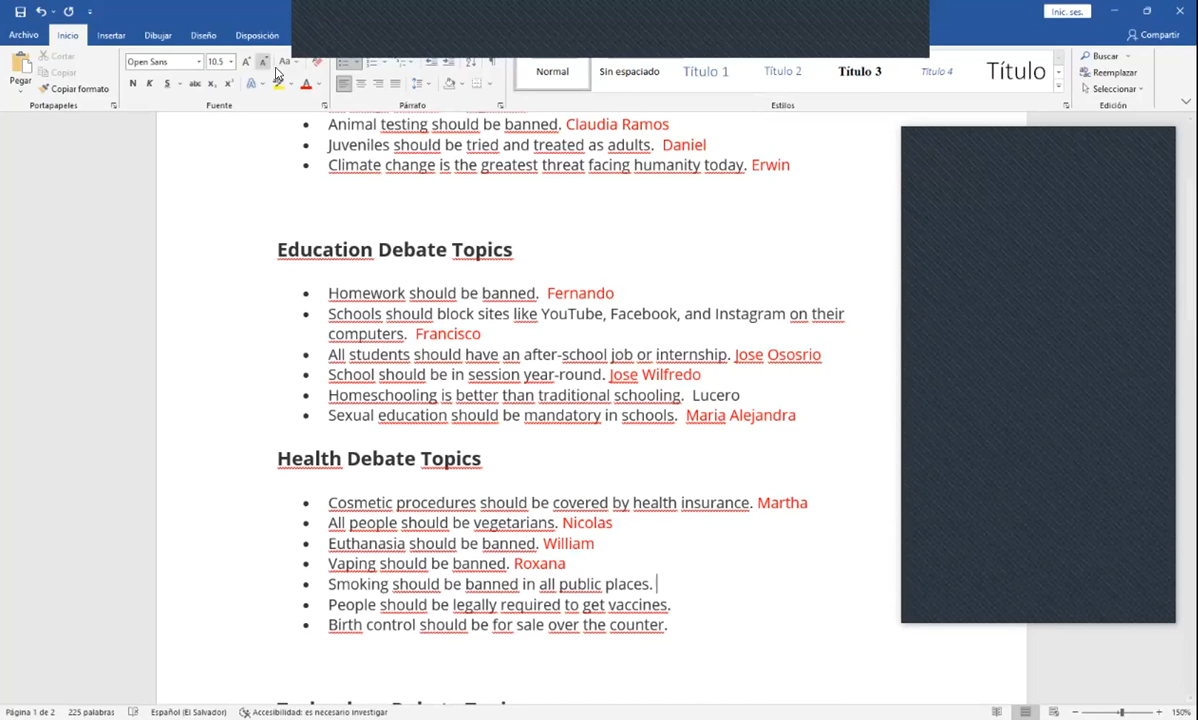 Inic. ses.
Archivo Inicio Insertar Dibujar Diseño Disposición Compartir
Cortar
Copiar
Copiar formato
Pegar
Open Sans 10.5 A A Aa
N K S abc x x² A A
Normal Sin espaciado Título 1 Título 2 Título 3 Título 4 Título
Buscar
Reemplazar
Seleccionar
Portapapeles Fuente Párrafo Estilos Edición
Animal testing should be banned. Claudia Ramos
Juveniles should be tried and treated as adults. Daniel
Climate change is the greatest threat facing humanity today. Erwin
Education Debate Topics
Homework should be banned. Fernando
Schools should block sites like YouTube, Facebook, and Instagram on their
computers. Francisco
All students should have an after-school job or internship. Jose Ososrio
School should be in session year-round. Jose Wilfredo
Homeschooling is better than traditional schooling. Lucero
Sexual education should be mandatory in schools. Maria Alejandra
Health Debate Topics
Cosmetic procedures should be covered by health insurance. Martha
All people should be vegetarians. Nicolas
Euthanasia should be banned. William
Vaping should be banned. Roxana
Smoking should be banned in all public places.
People should be legally required to get vaccines.
Birth control should be for sale over the counter.
Página 1 de 2 225 palabras Español (El Salvador) Accesibilidad: es necesario investigar 150%